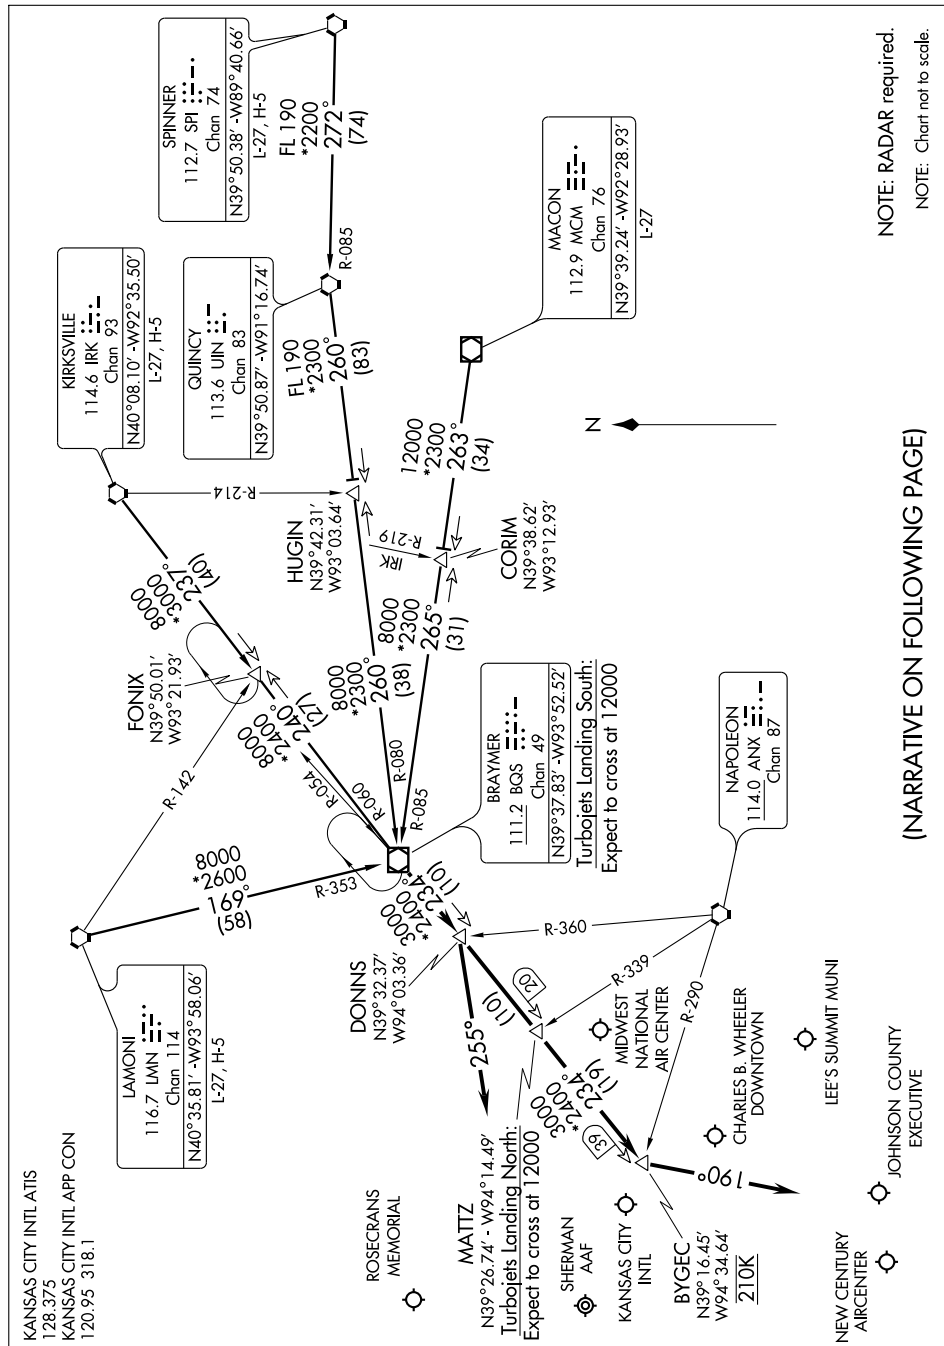 KANSAS CITY INTL ATIS
128.375
KANSAS CITY INTL APP CON
120.95 318.1
LAMONI
116.7 LMN
Chan 114
N40°35.81' -W93°58.06'
L-27, H-5
KIRKSVILLE
114.6 IRK
Chan 93
N40°08.10' -W92°35.50'
L-27, H-5
SPINNER
112.7 SPI
Chan 74
N39°50.38' -W89°40.66'
L-27, H-5
QUINCY
113.6 UIN
Chan 83
N39°50.87' -W91°16.74'
FL 190
*2200
272°
(74)
R-085
FL 190
*2300
260°
(83)
MACON
112.9 MCM
Chan 76
N39°39.24' -W92°28.93'
L-27
12000
*2300
263°
(34)
8000
*3000
237°
(40)
R-214
FONIX
N39°50.01'
W93°21.93'
R-142
HUGIN
N39°42.31'
W93°03.64'
IRK
R-219
CORIM
N39°38.62'
W93°12.93'
8000
*2400
240°
(27)
R-054
R-060
8000
*2300
260°
(38)
R-080
8000
*2300
265°
(31)
R-085
8000
*2600
169°
(58)
R-353
BRAYMER
111.2 BQS
Chan 49
N39°37.83' -W93°52.52'
Turbojets Landing South:
Expect to cross at 12000
3000
*2400
234°
(10)
DONNS
N39°32.37'
W94°03.36'
255°
(10)
20
R-360
R-339
R-290
NAPOLEON
114.0 ANX
Chan 87
MATTZ
N39°26.74' - W94°14.49'
Turbojets Landing North:
Expect to cross at 12000
3000
*2400
234°
(19)
39
BYGEC
N39°16.45'
W94°34.64'
210K
190°
ROSECRANS
MEMORIAL
SHERMAN
AAF
KANSAS CITY
INTL
MIDWEST
NATIONAL
AIR CENTER
CHARLES B. WHEELER
DOWNTOWN
LEE'S SUMMIT MUNI
JOHNSON COUNTY
EXECUTIVE
NEW CENTURY
AIRCENTER
N
NOTE: RADAR required.
NOTE: Chart not to scale.
(NARRATIVE ON FOLLOWING PAGE)